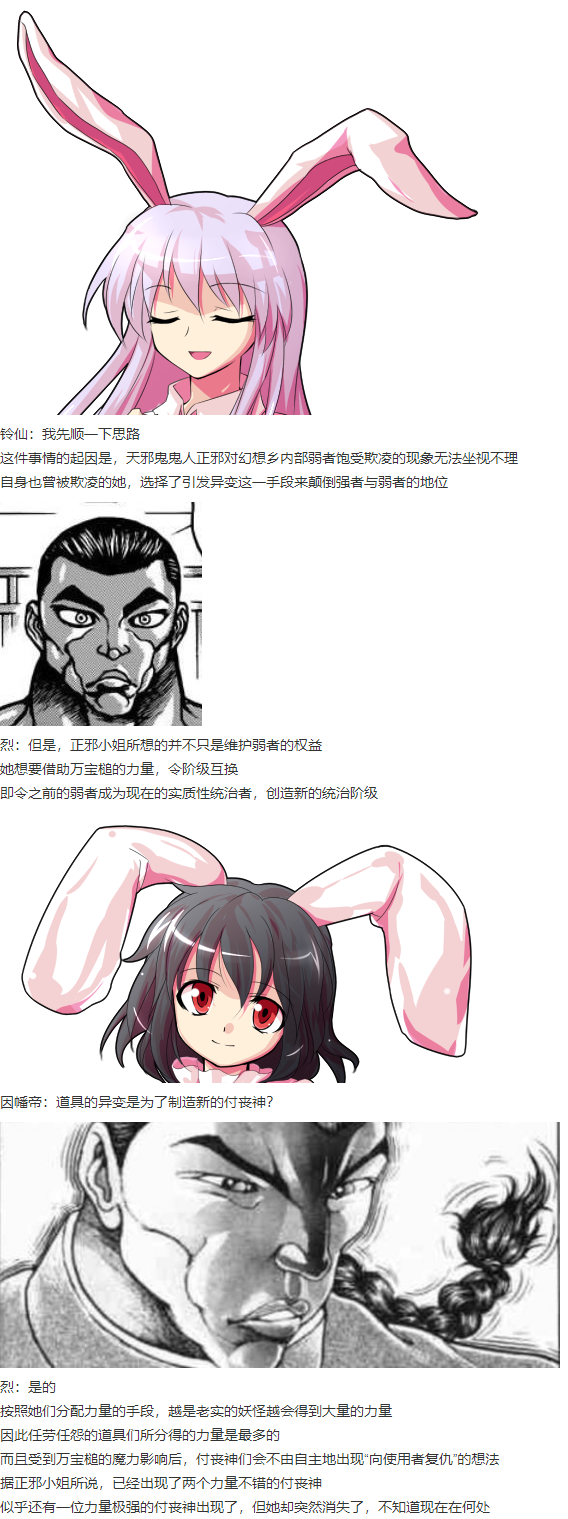 铃仙：我先顺一下思路
这件事情的起因是，天邪鬼鬼人正邪对幻想乡内部弱者饱受欺凌的现象无法坐视不理
自身也曾被欺凌的她，选择了引发异变这一手段来颠倒强者与弱者的地位
烈：但是，正邪小姐所想的并不只是维护弱者的权益
她想要借助万宝槌的力量，令阶级互换
即令之前的弱者成为现在的实质性统治者，创造新的统治阶级
因幡帝：道具的异变是为了制造新的付丧神？
烈：是的
按照她们分配力量的手段，越是老实的妖怪越会得到大量的力量
因此任劳任怨的道具们所分得的力量是最多的
而且受到万宝槌的魔力影响后，付丧神们会不由自主地出现“向使用者复仇”的想法
据正邪小姐所说，已经出现了两个力量不错的付丧神
似乎还有一位力量极强的付丧神出现了，但她却突然消失了，不知道现在在何处